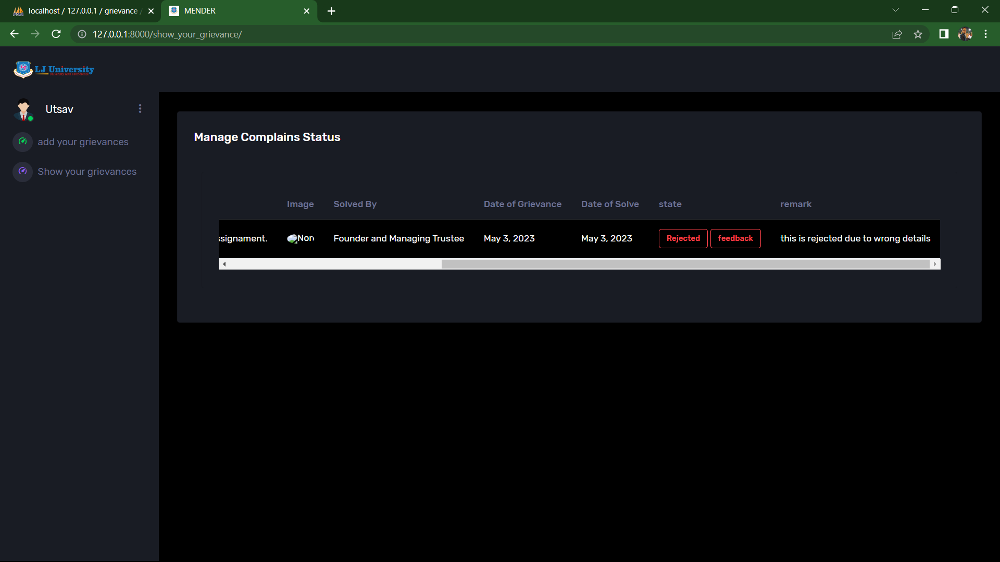 localhost / 127.0.0.1 / grievance /
MENDER
127.0.0.1:8000/show_your_grievance/
LJ University
University with a Difference
Utsav
add your grievances
Show your grievances
Manage Complains Status
Image Solved By Date of Grievance Date of Solve state remark
ssignament. Non Founder and Managing Trustee May 3, 2023 May 3, 2023 Rejected feedback this is rejected due to wrong details